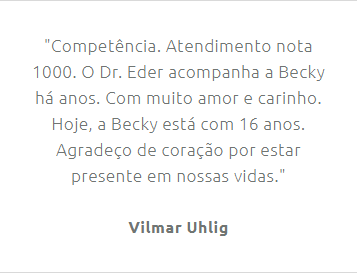 "Competência. Atendimento nota
1000. O Dr. Eder acompanha a Becky
há anos. Com muito amor e carinho.
Hoje, a Becky está com 16 anos.
Agradeço de coração por estar
presente em nossas vidas."
Vilmar Uhlig